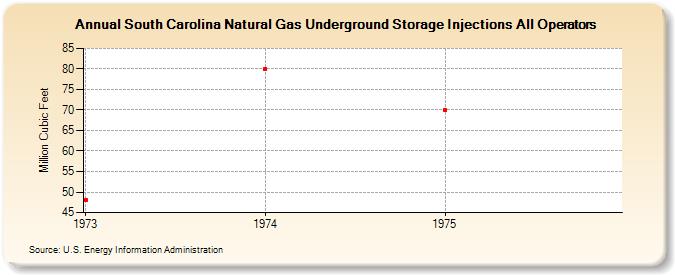 Annual South Carolina Natural Gas Underground Storage Injections All Operators
Million Cubic Feet
85
80
75
70
65
60
55
50
45
1973 1974 1975
Source: U.S. Energy Information Administration